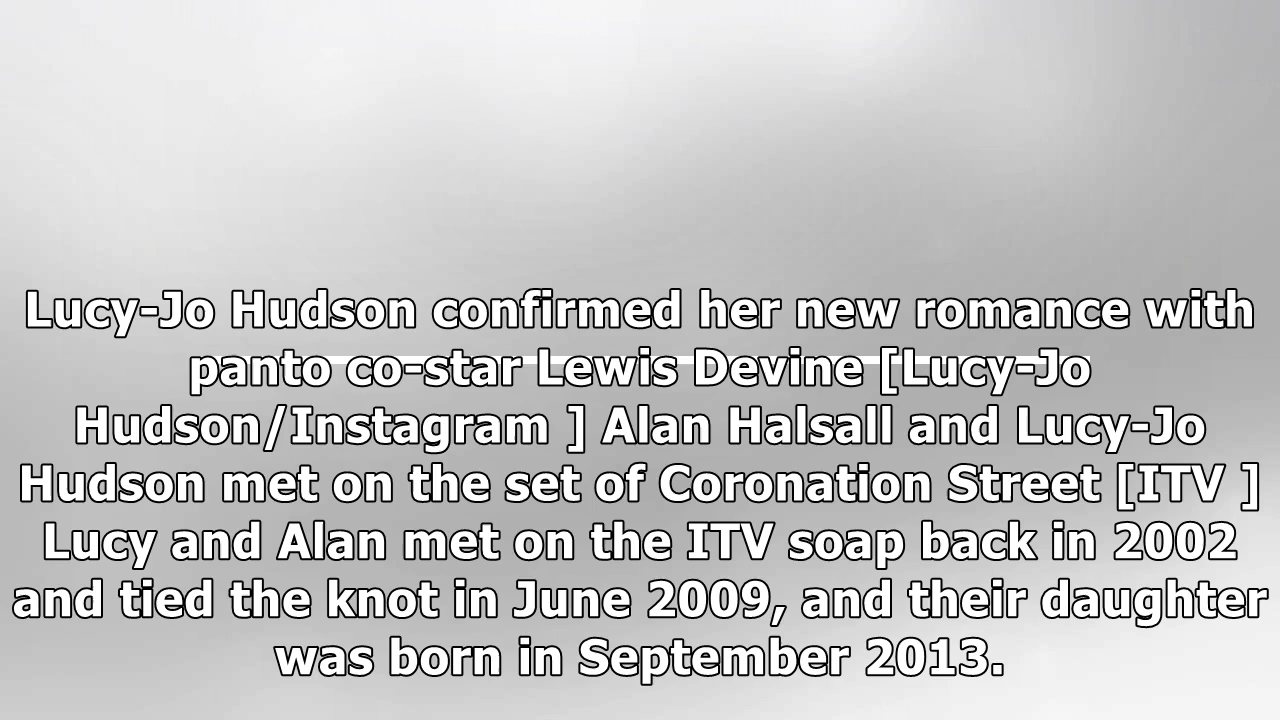 Lucy-Jo Hudson confirmed her new romance with
panto co-star Lewis Devine [Lucy-Jo
Hudson/Instagram ] Alan Halsall and Lucy-Jo
Hudson met on the set of Coronation Street [ITV ]
Lucy and Alan met on the ITV soap back in 2002
and tied the knot in June 2009, and their daughter
was born in September 2013.